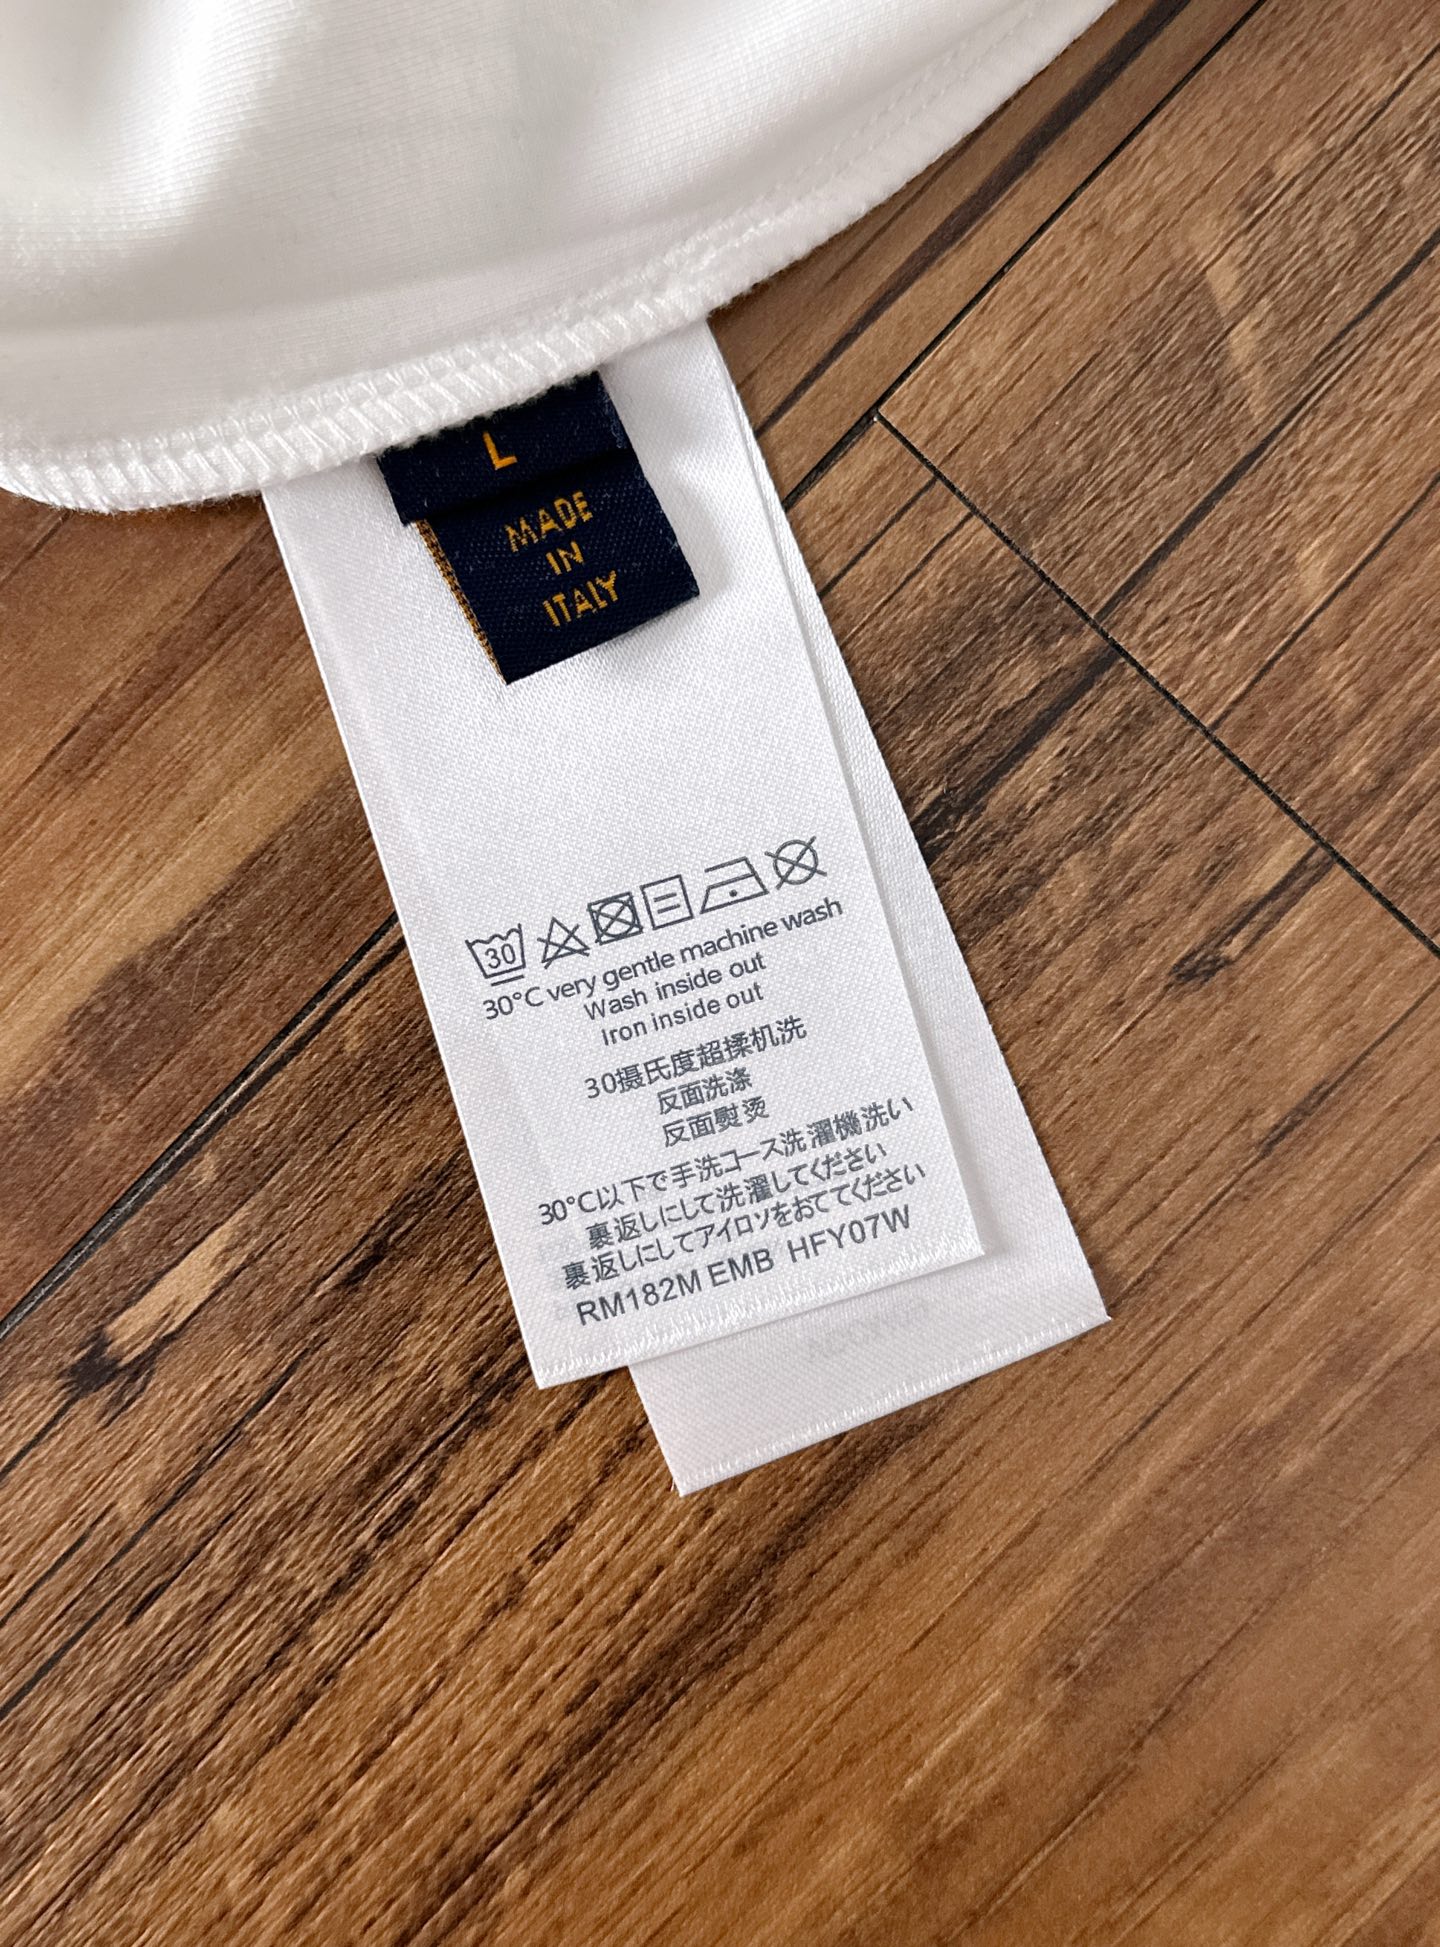 L
MADE
IN
ITALY
30
30°C very gentle machine wash
Wash inside out
Iron inside out
30摄氏度超揉机洗
反面洗涤
反面熨烫
30°C以下で手洗コース洗濯機洗い
裏返しにして洗濯してください
裏返しにしてアイロソをおててください
RM182M EMB HFY07W